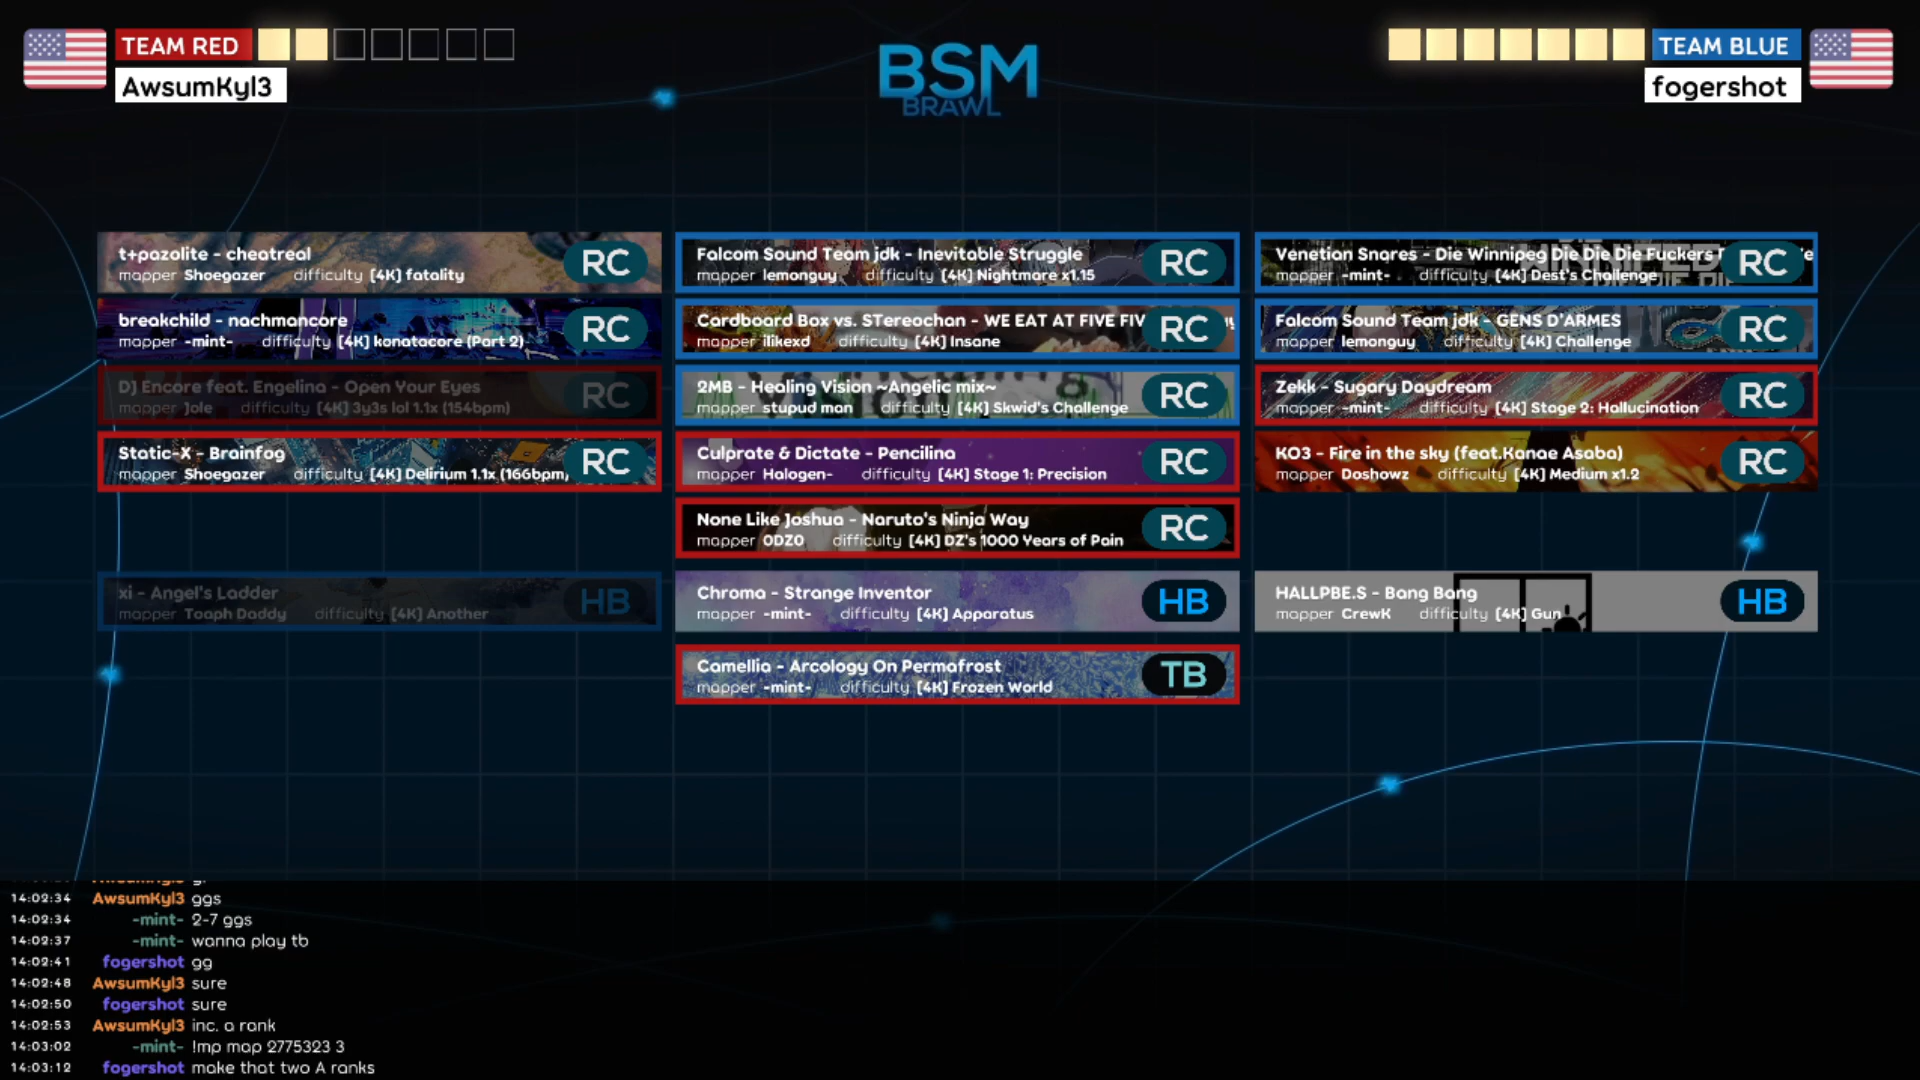 TEAM RED
AwsumKyl3
BSM
BRAWL
TEAM BLUE
fogershot
t+pazolite - cheatreal
mapper Shoegazer difficulty [4K] fatality
RC
Falcom Sound Team jdk - Inevitable Struggle
mapper lemonguy difficulty [4K] Nightmare x1.15
RC
Venetian Snares - Die Winnipeg Die Die Die Fuckers
mapper -mint- difficulty [4K] Dest's Challenge
RC
breakchild - nachmancore
mapper -mint- difficulty [4K] konatacore (Part 2)
RC
Cardboard Box vs. STereochan - WE EAT AT FIVE FIV
mapper ilikexd difficulty [4K] Insane
RC
Falcom Sound Team jdk - GENS D'ARMES
mapper lemonguy difficulty [4K] Challenge
RC
DJ Encore feat. Engelina - Open Your Eyes
mapper Jole difficulty [4K] 3y3s lol 1.1x (154bpm)
RC
2MB - Healing Vision ~Angelic mix~
mapper stupud man difficulty [4K] Skwid's Challenge
RC
Zekk - Sugary Daydream
mapper -mint- difficulty [4K] Stage 2: Hallucination
RC
Static-X - Brainfog
mapper Shoegazer difficulty [4K] Delirium 1.1x (166bpm)
RC
Culprate & Dictate - Pencilina
mapper Halogen- difficulty [4K] Stage 1: Precision
RC
KO3 - Fire in the sky (feat.Kanae Asaba)
mapper Doshowz difficulty [4K] Medium x1.2
RC
None Like Joshua - Naruto's Ninja Way
mapper ODZO difficulty [4K] DZ's 1000 Years of Pain
RC
xi - Angel's Ladder
mapper Toaph Daddy difficulty [4K] Another
HB
Chroma - Strange Inventor
mapper -mint- difficulty [4K] Apparatus
HB
HALLPBE.S - Bang Bang
mapper CrewK difficulty [4K] Gun
HB
Camellia - Arcology On Permafrost
mapper -mint- difficulty [4K] Frozen World
TB
14:02:34 AwsumKyl3 ggs
14:02:34 -mint- 2-7 ggs
14:02:37 -mint- wanna play tb
14:02:41 fogershot gg
14:02:48 AwsumKyl3 sure
14:02:50 fogershot sure
14:02:53 AwsumKyl3 inc. a rank
14:03:02 -mint- !mp map 2775323 3
14:03:12 fogershot make that two A ranks